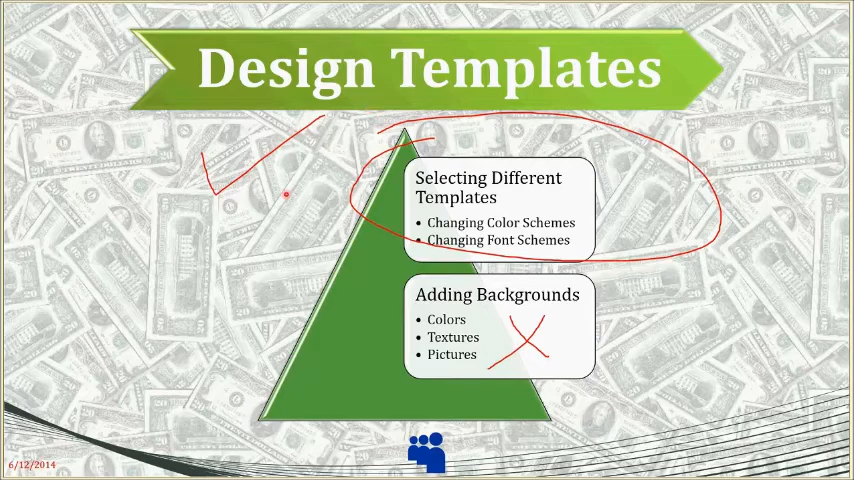 Design Templates
Selecting Different
Templates
• Changing Color Schemes
• Changing Font Schemes
Adding Backgrounds
• Colors
• Textures
• Pictures
6/12/2014